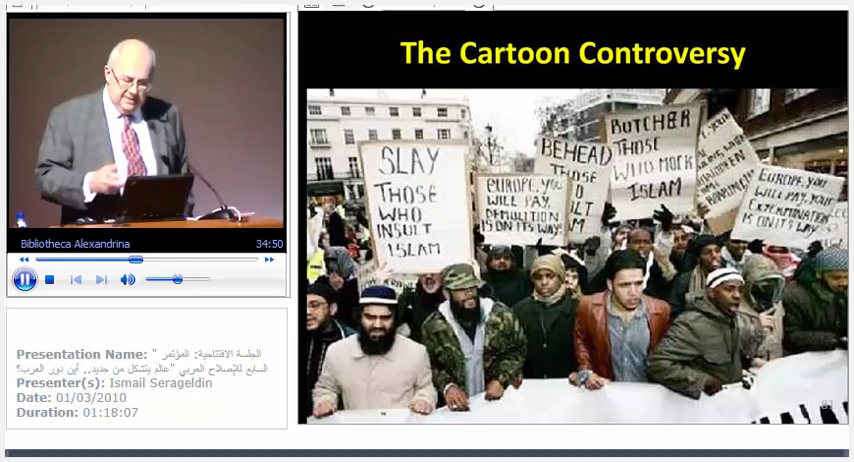 Bibliotheca Alexandrina
34:50
Presentation Name: الجلسة الافتتاحية: المؤتمر "
السابع للإصلاح العربي "عالم يتشكل من جديد.. أين دور العرب؟
Presenter(s): Ismail Serageldin
Date: 01/03/2010
Duration: 01:18:07
The Cartoon Controversy
SLAY
THOSE
WHO
INSULT
ISLAM
EUROPE, YOU
WILL PAY,
DEMOLITION
IS ON ITS WAY!
BEHEAD
THOSE
BUTCHER
THOSE
WHO MOCK
ISLAM
EUROPE, YOU
WILL PAY, YOUR
EXTERMINATION
IS ON ITS WAY
81